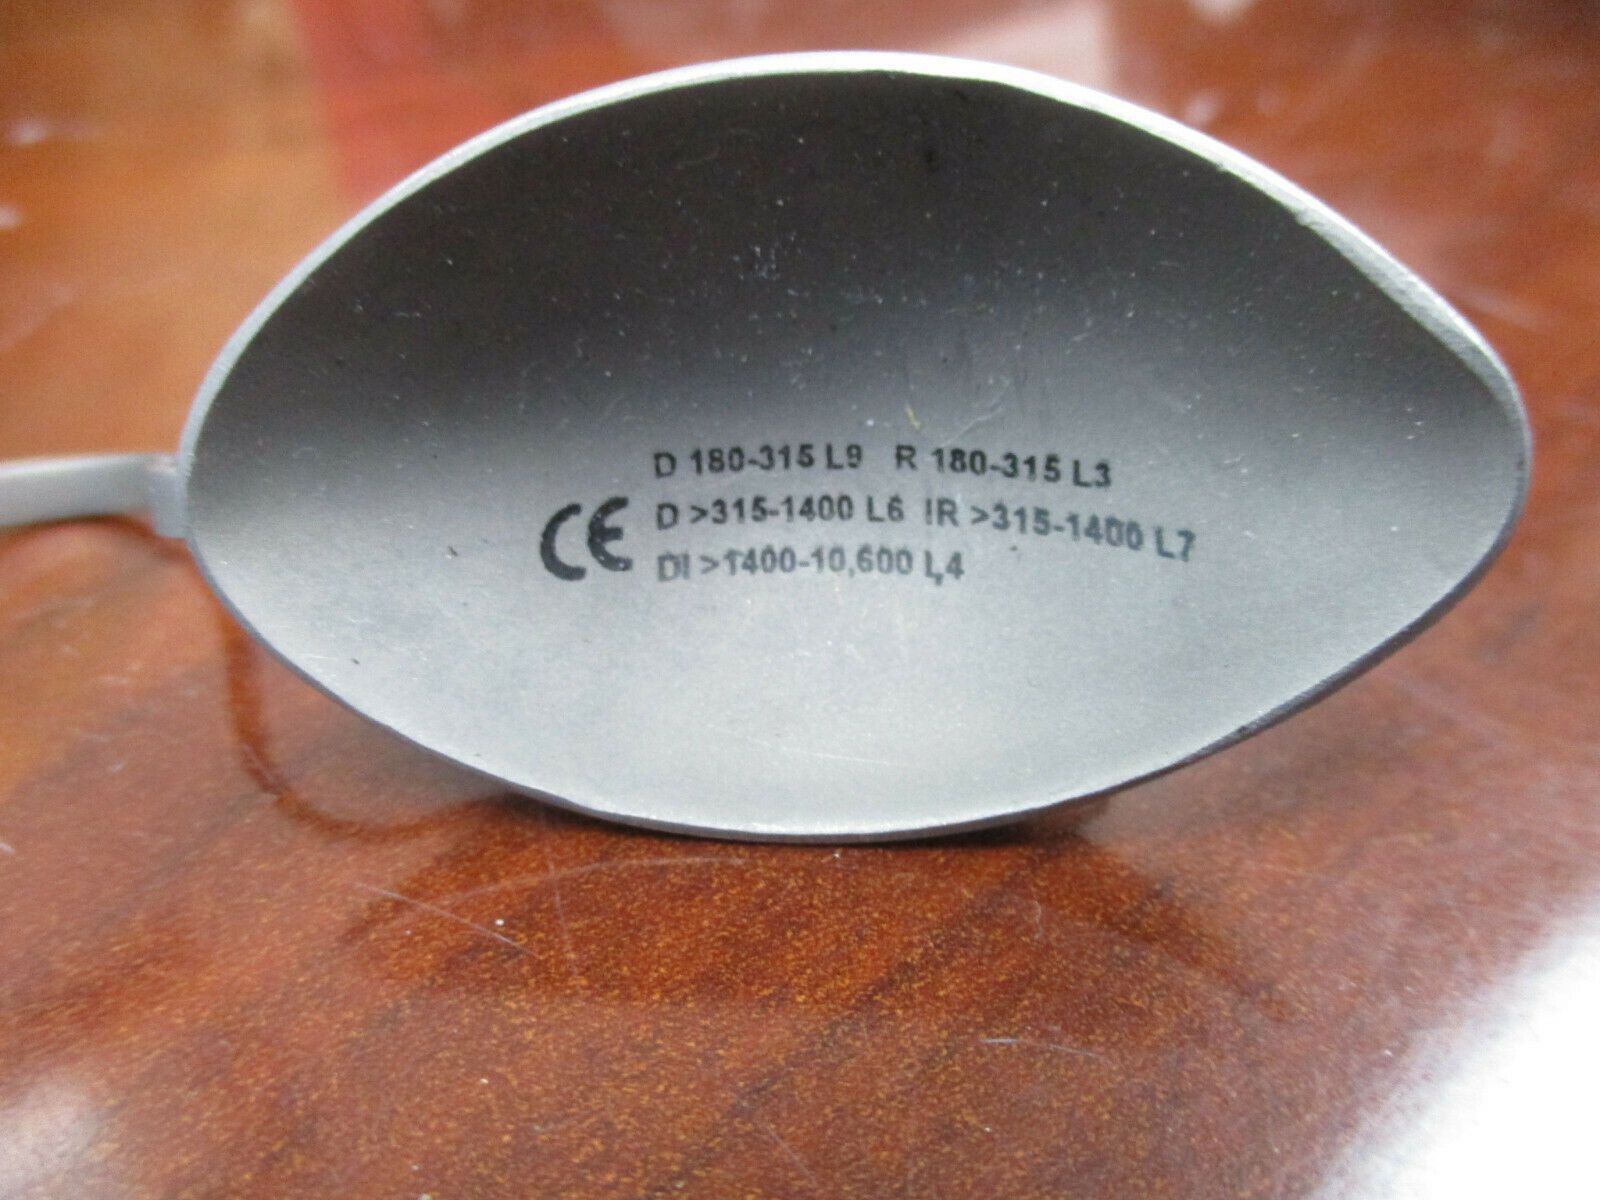 D 180-315 L9 R 180-315 L3
CE D >315-1400 L6 IR >315-1400 L7
DI >1400-10,600 L4